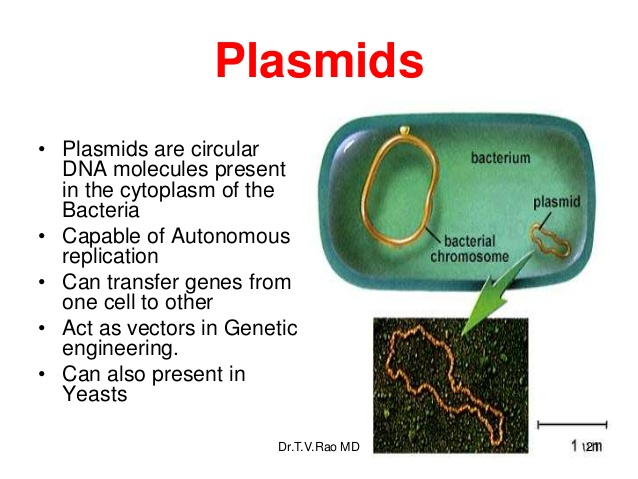 Plasmids
• Plasmids are circular
DNA molecules present
in the cytoplasm of the
Bacteria
• Capable of Autonomous
replication
• Can transfer genes from
one cell to other
• Act as vectors in Genetic
engineering.
• Can also present in
Yeasts
bacterium
plasmid
bacterial
chromosome
Dr.T.V.Rao MD
1
21